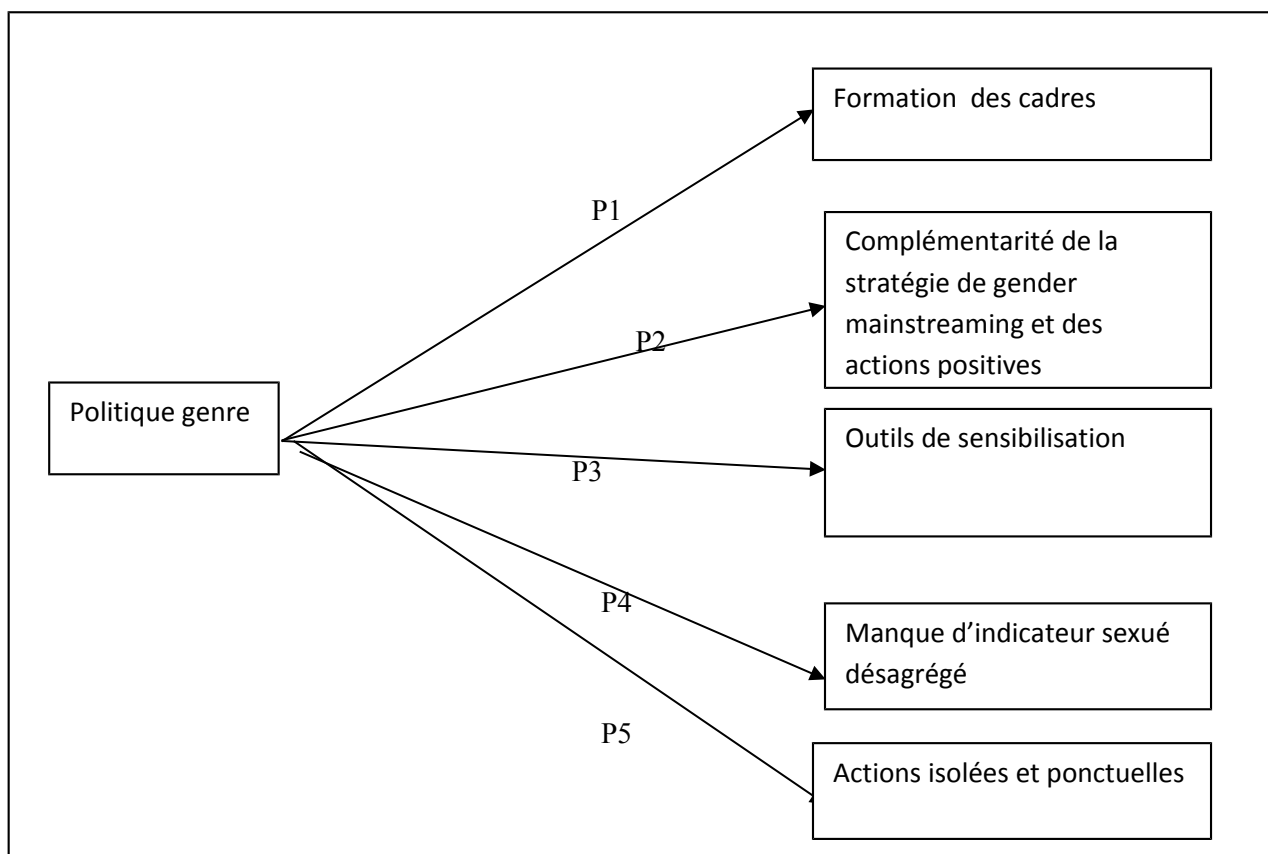 Formation des cadres
P1
Complémentarité de la
stratégie de gender
mainstreaming et des
actions positives
P2
Politique genre
Outils de sensibilisation
P3
P4
Manque d’indicateur sexué
désagrégé
P5
Actions isolées et ponctuelles